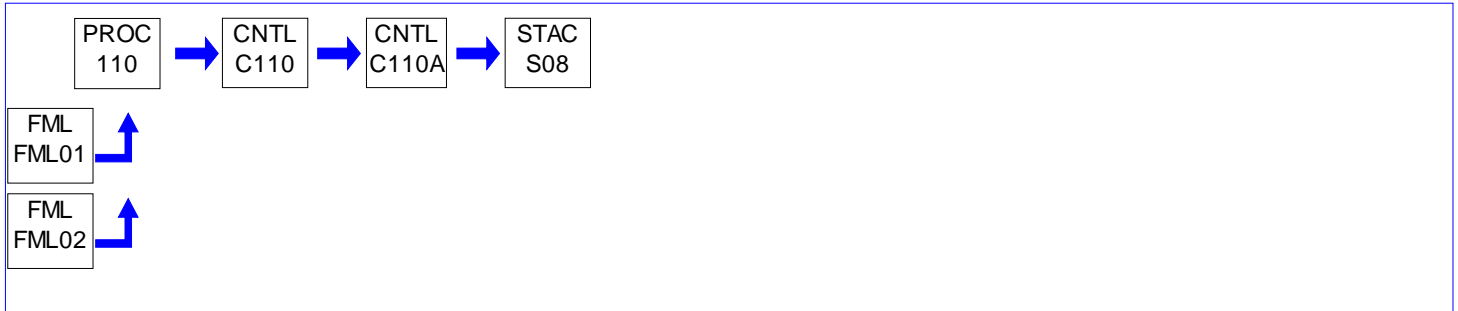 PROC
110
CNTL
C110
CNTL
C110A
STAC
S08
FML
FML01
FML
FML02